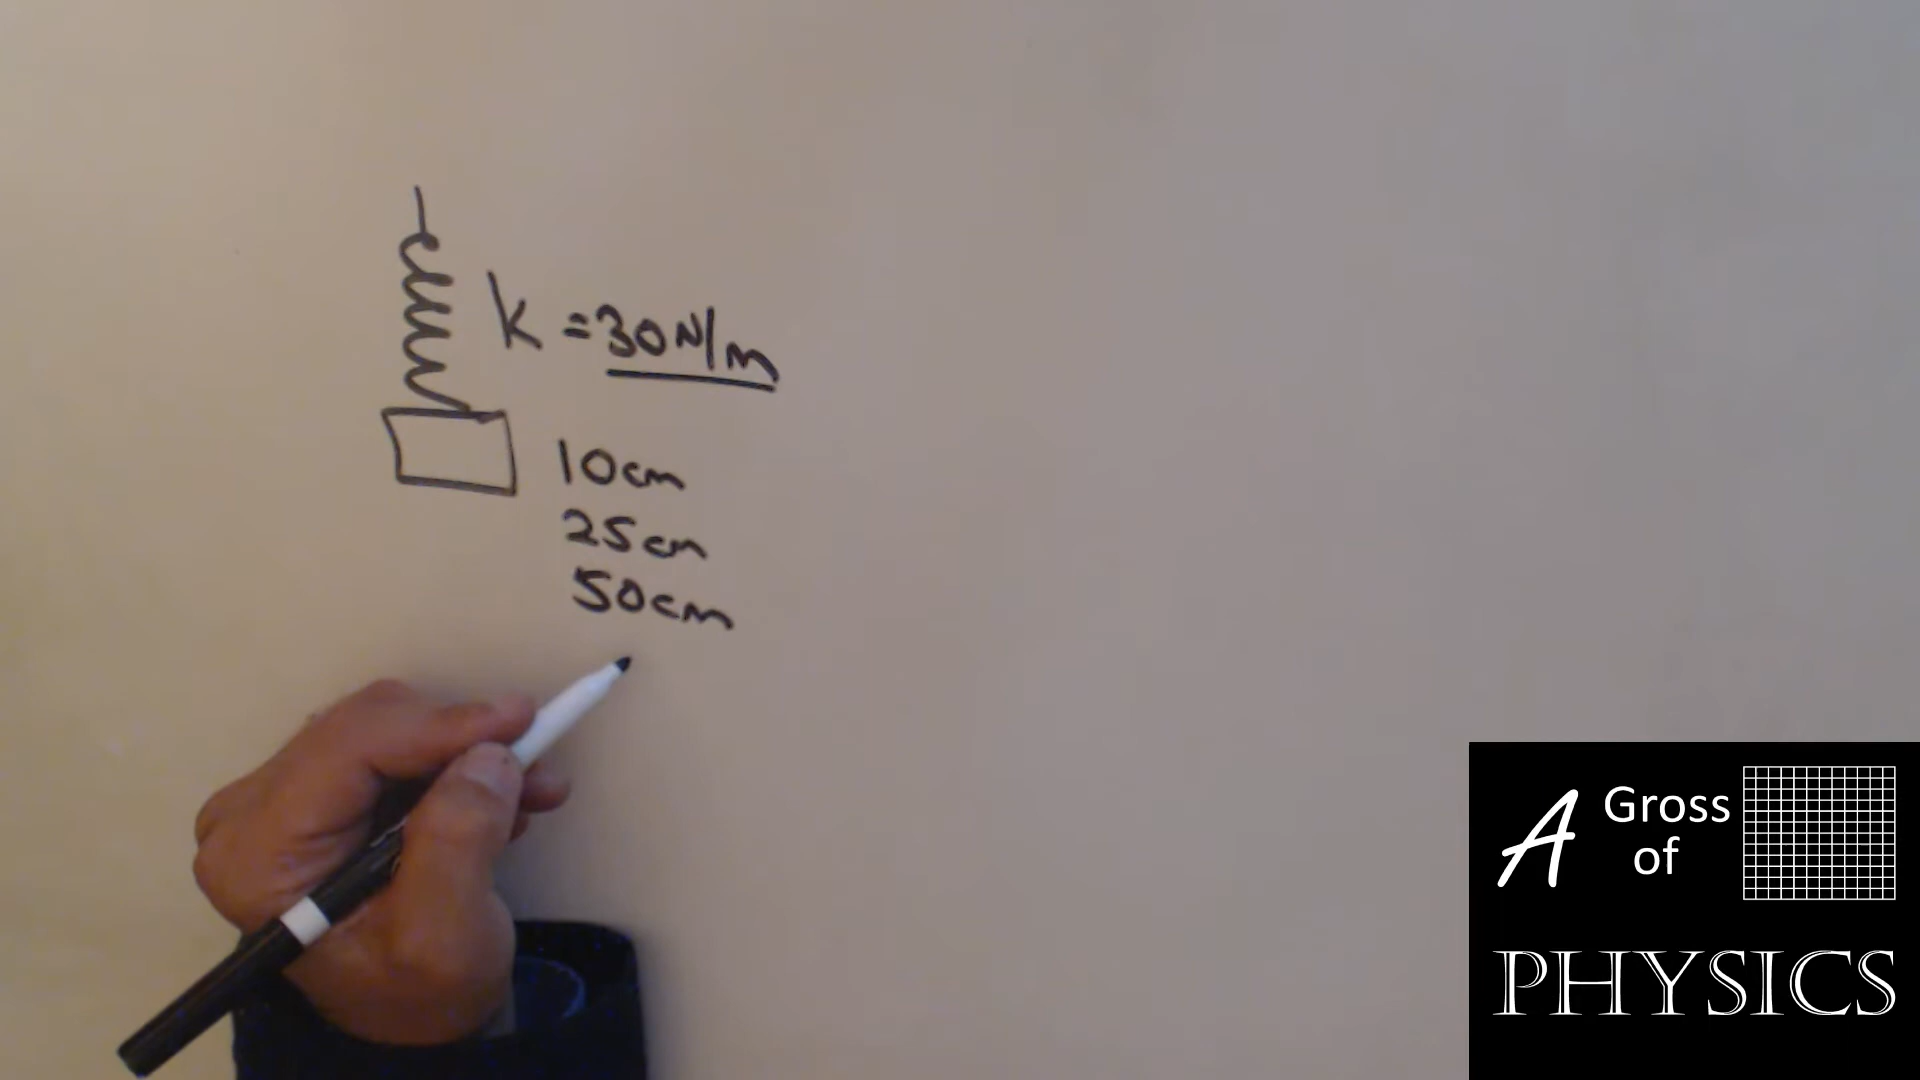 K = 30 N/m
10cm
25cm
50cm
A Gross
of
PHYSICS